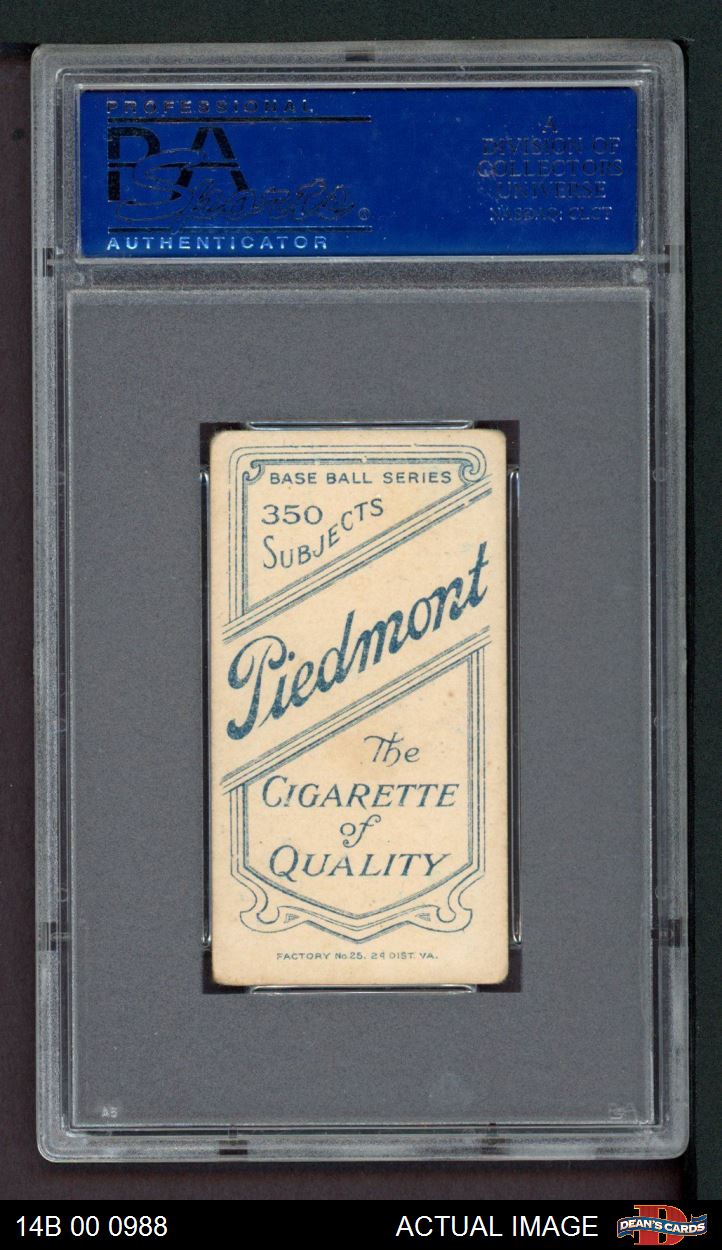 PROFESSIONAL
PSA
Sports
®
AUTHENTICATOR
A
DIVISION OF
COLLECTORS
UNIVERSE
NASDAQ: CLCT
BASE BALL SERIES
350
SUBJECTS
Piedmont
The
CIGARETTE
of
QUALITY
FACTORY No 25. 2d DIST. VA.
14B 00 0988
ACTUAL IMAGE
D
DEAN'S CARDS